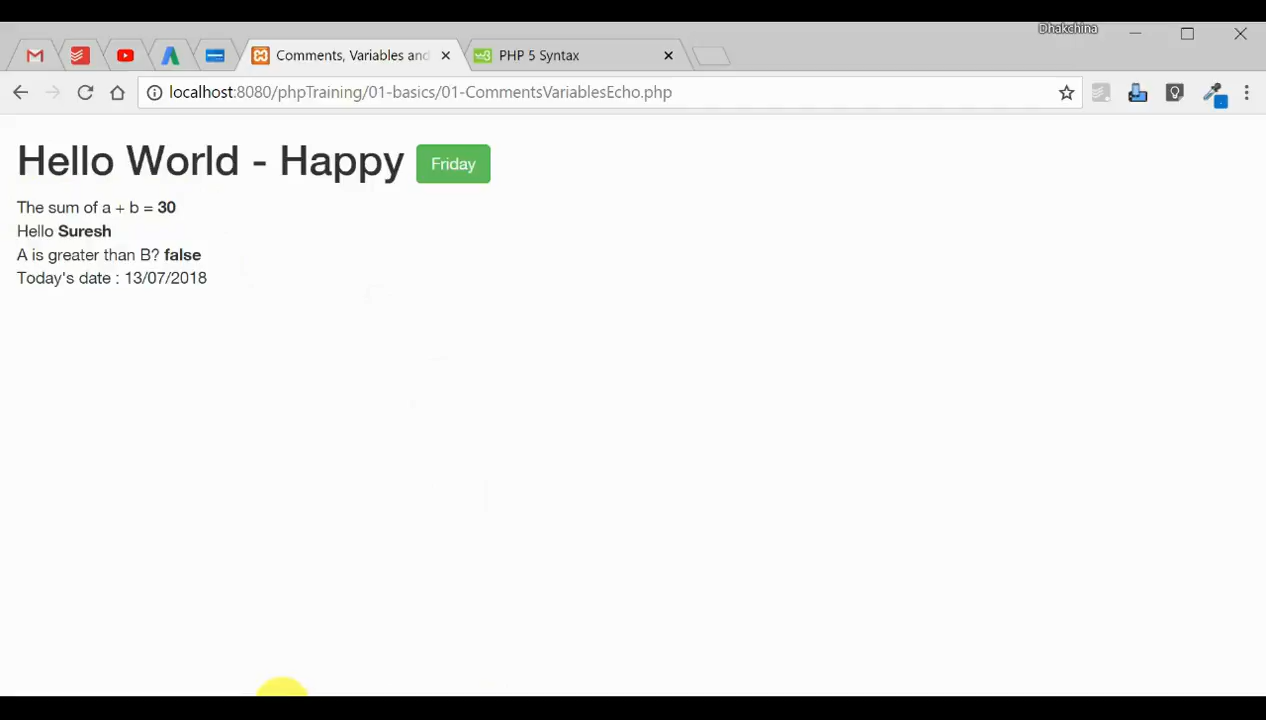 Dhakchina
Comments, Variables and
PHP 5 Syntax
localhost:8080/phpTraining/01-basics/01-CommentsVariablesEcho.php
Hello World - Happy Friday
The sum of a + b = 30
Hello Suresh
A is greater than B? false
Today's date : 13/07/2018